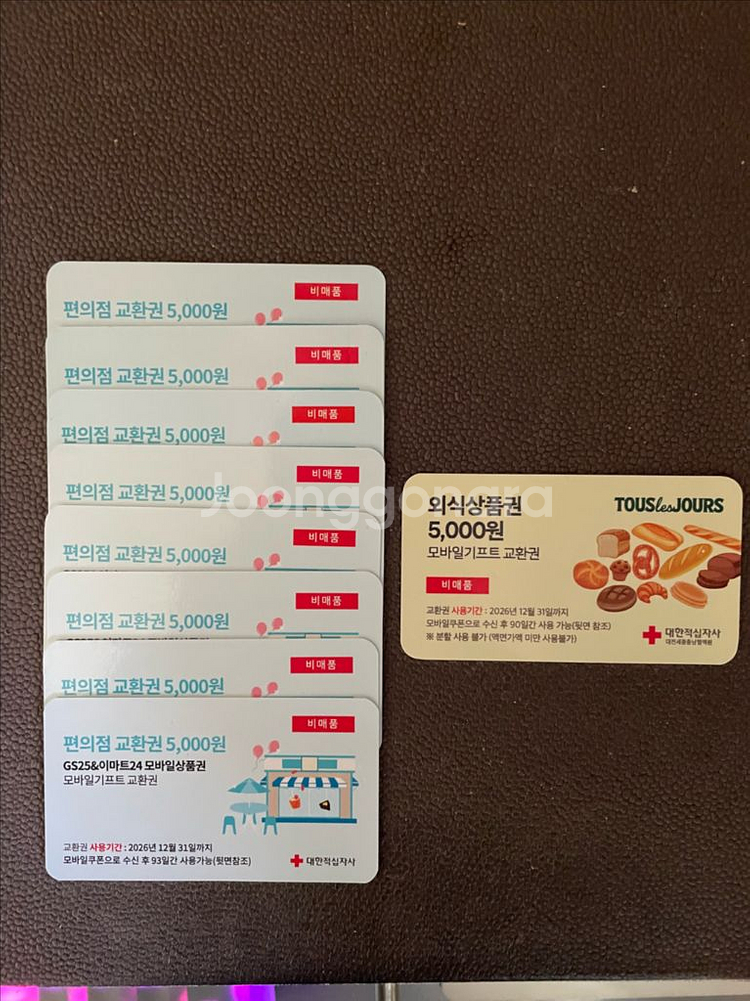 비매품
편의점 교환권 5,000원
비매품
편의점 교환권 5,000원
비매품
편의점 교환권 5,000원
비매품
편의점 교환권 5,000원
비매품
편의점 교환권 5,000원
비매품
편의점 교환권 5,000원
비매품
편의점 교환권 5,000원
비매품
편의점 교환권 5,000원
GS25&이마트24 모바일상품권
모바일기프트 교환권
교환권 사용기간 : 2026년 12월 31일까지
모바일쿠폰으로 수신 후 93일간 사용가능(뒷면참조)
대한적십자사
Joonggonara
외식상품권
5,000원
모바일기프트 교환권
TOUSlesJOURS
비매품
교환권 사용기간 : 2026년 12월 31일까지
모바일쿠폰으로 수신 후 90일간 사용 가능(뒷면 참조)
※ 분할 사용 불가 (액면가액 미만 사용불가)
대한적십자사
대전세종충남혈액원